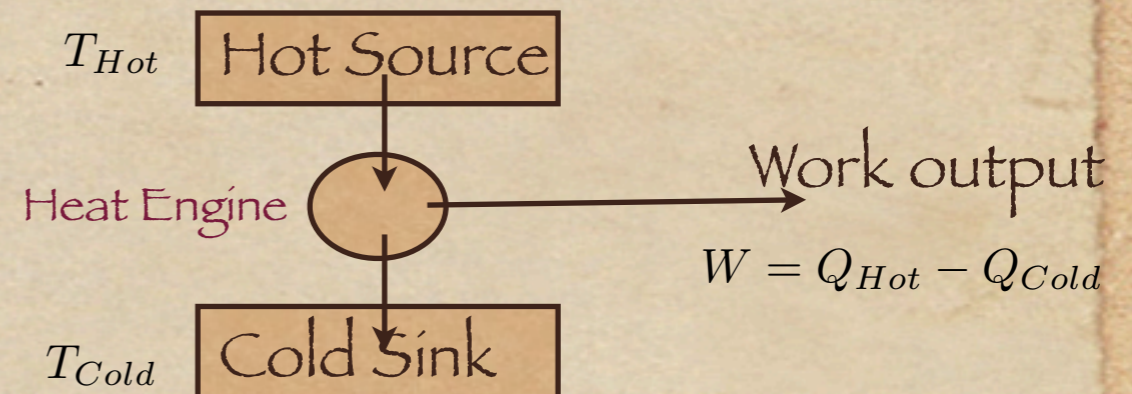 T_{Hot}
Hot Source
Heat Engine
Work output
W = Q_{Hot} − Q_{Cold}
T_{Cold}
Cold Sink